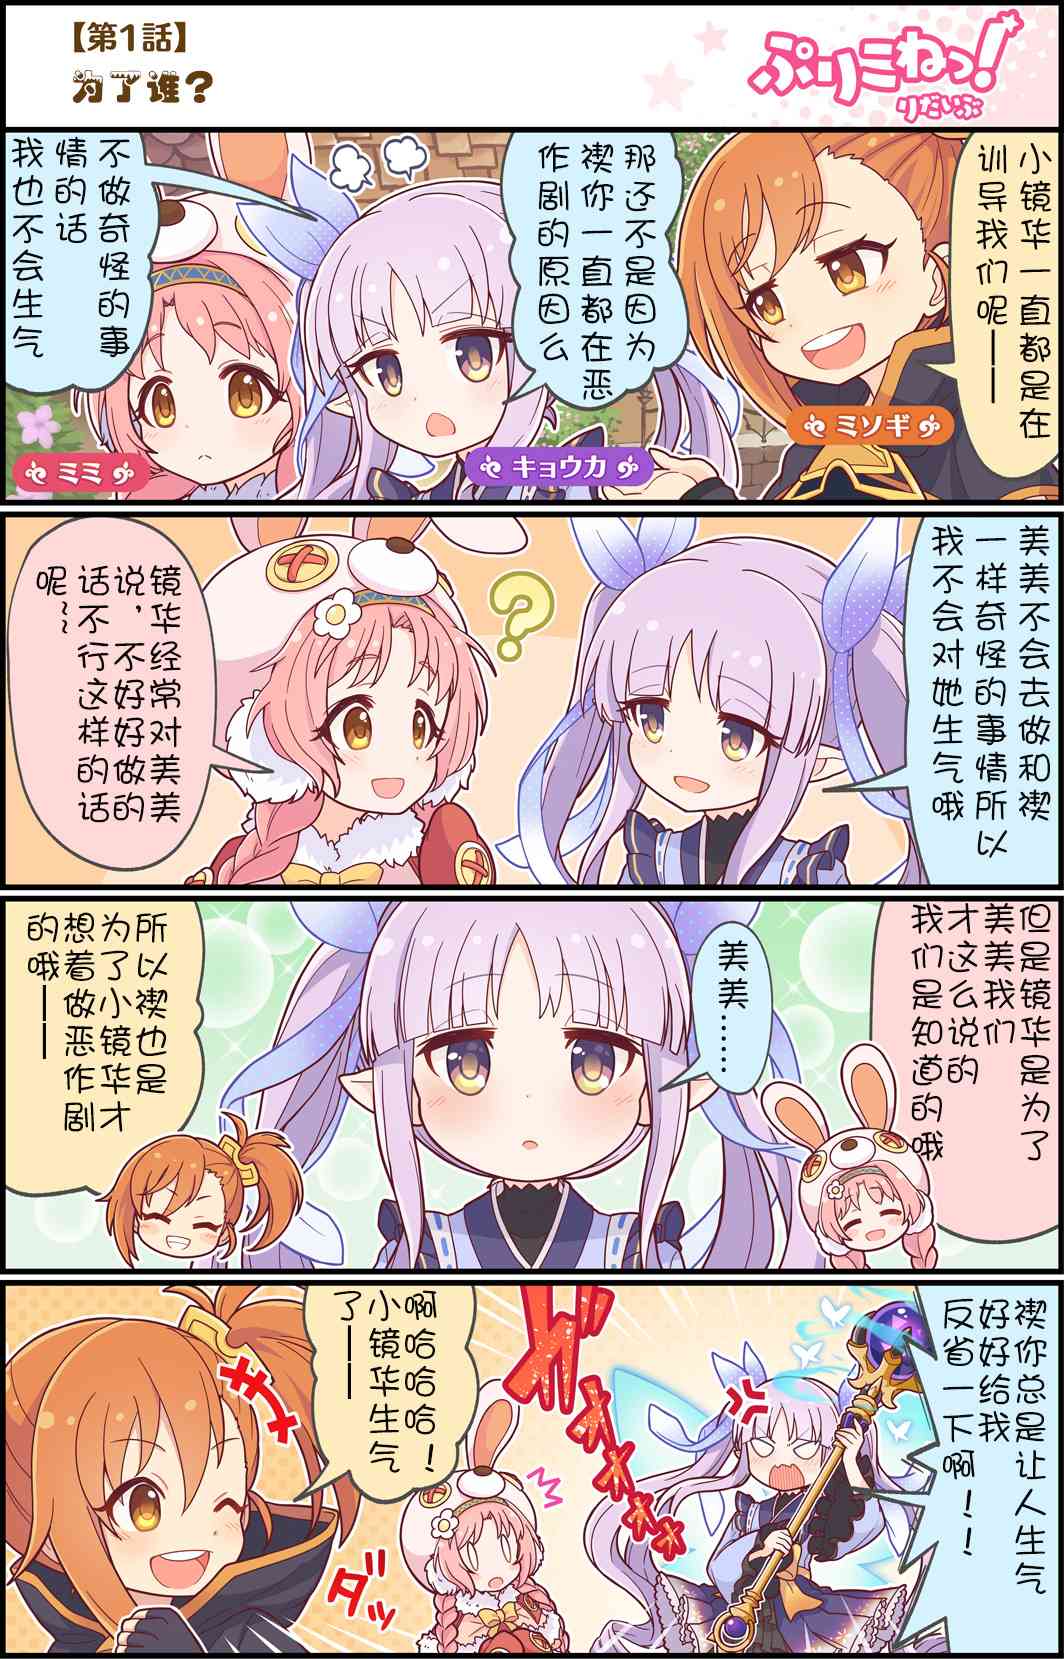 【第1話】
为了谁？
ぷりこねっ！
りだいぶ
小镜华一直都是在
训导我们呢——
那还不是因为
禊你一直都在恶
作剧的原因么
不做奇怪的事
情的话
我也不会生气
ミソギ
キョウカ
ミミ
美美不会去做和禊
一样奇怪的事情所以
我不会对她生气哦
镜华经常对美美
说，不好好做的
话不行这样的话
呢~~
但是镜华是为了
美美我们
才这么说的
我们是知道的哦
美美……
所以禊也是
为了小镜华才
想着做恶作剧
的哦——
禊你总是让人生气
好好给我
反省一下啊！！
ズズズズズ
啊哈哈哈哈！
小镜华生气
了——
ダッ